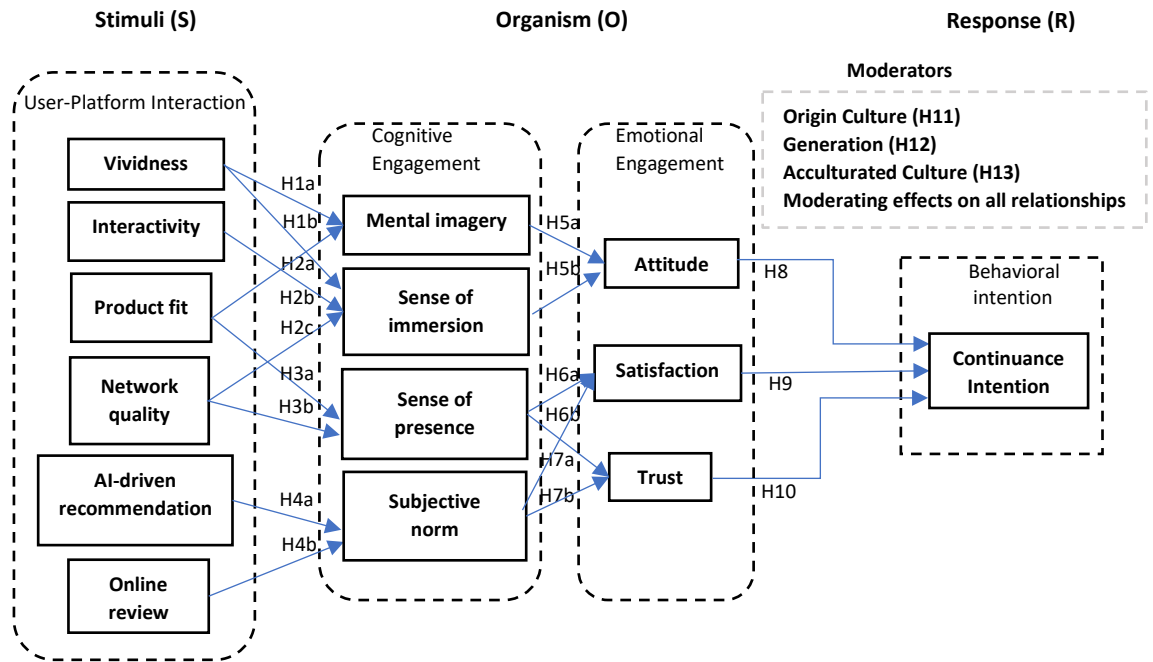 Stimuli (S)
Organism (O)
Response (R)
Moderators
Origin Culture (H11)
Generation (H12)
Acculturated Culture (H13)
Moderating effects on all relationships
User-Platform Interaction
Vividness
Interactivity
Product fit
Network
quality
AI-driven
recommendation
Online
review
H1a
H1b
H2a
H2b
H2c
H3a
H3b
H4a
H4b
Cognitive
Engagement
Mental imagery
Sense of
immersion
Sense of
presence
Subjective
norm
H5a
H5b
H6a
H6b
H7a
H7b
Emotional
Engagement
Attitude
Satisfaction
Trust
H8
H9
H10
Behavioral
intention
Continuance
Intention